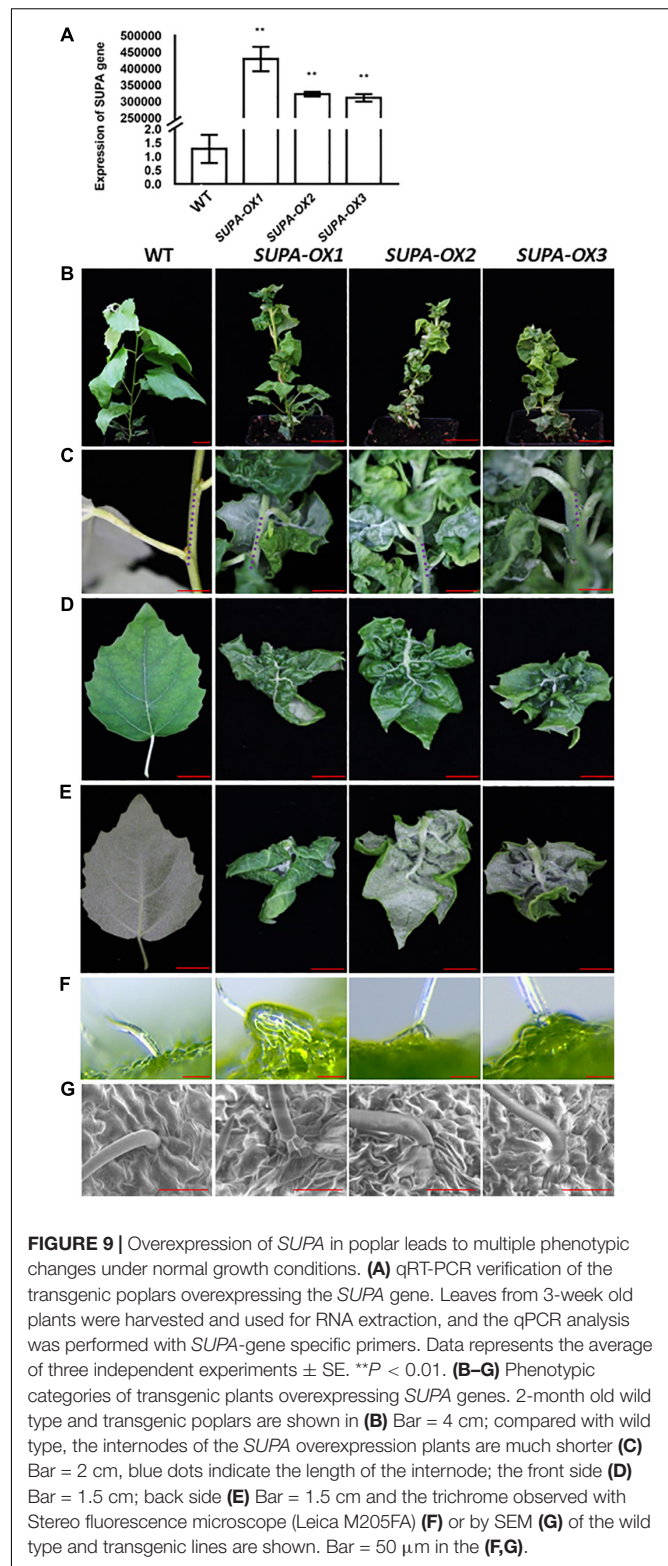 A
Expression of SUPA gene
500000
450000
400000
350000
300000
250000
2.0
1.5
1.0
0.5
0.0
**
**
**
WT
SUPA-OX1
SUPA-OX2
SUPA-OX3
WT SUPA-OX1 SUPA-OX2 SUPA-OX3
B
C
D
E
F
G
FIGURE 9 | Overexpression of SUPA in poplar leads to multiple phenotypic
changes under normal growth conditions. (A) qRT-PCR verification of the
transgenic poplars overexpressing the SUPA gene. Leaves from 3-week old
plants were harvested and used for RNA extraction, and the qPCR analysis
was performed with SUPA-gene specific primers. Data represents the average
of three independent experiments ± SE. **P < 0.01. (B–G) Phenotypic
categories of transgenic plants overexpressing SUPA genes. 2-month old wild
type and transgenic poplars are shown in (B) Bar = 4 cm; compared with wild
type, the internodes of the SUPA overexpression plants are much shorter (C)
Bar = 2 cm, blue dots indicate the length of the internode; the front side (D)
Bar = 1.5 cm; back side (E) Bar = 1.5 cm and the trichrome observed with
Stereo fluorescence microscope (Leica M205FA) (F) or by SEM (G) of the wild
type and transgenic lines are shown. Bar = 50 μm in the (F,G).